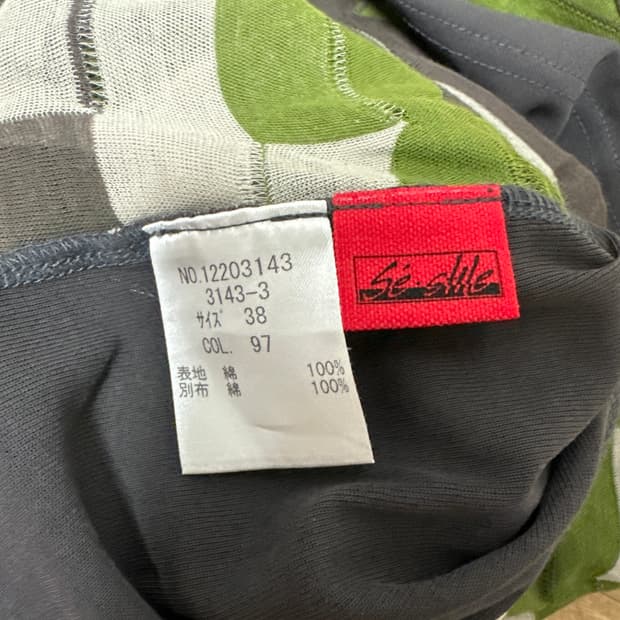 NO.12203143
3143-3
サイズ 38
COL. 97
表地 綿 100%
別布 綿 100%
Sé stile